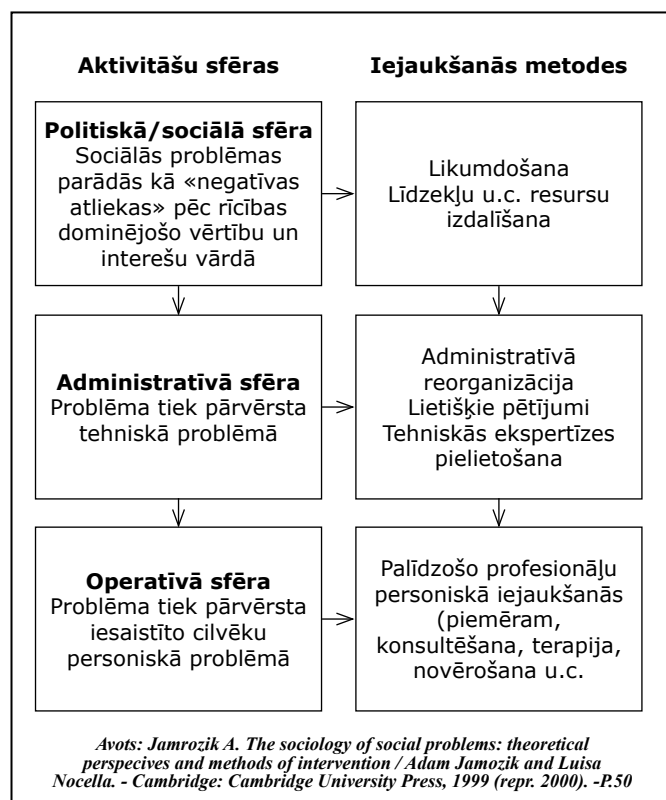 Aktivitāšu sfēras
Iejaukšanās metodes
Politiskā/sociālā sfēra
Sociālās problēmas
parādās kā «negatīvas
atliekas» pēc rīcības
dominējošo vērtību un
interešu vārdā
Likumdošana
Līdzekļu u.c. resursu
izdalīšana
Administratīvā sfēra
Problēma tiek pārvērsta
tehniskā problēmā
Administratīvā
reorganizācija
Lietišķie pētījumi
Tehniskās ekspertīzes
pielietošana
Operatīvā sfēra
Problēma tiek pārvērsta
iesaistīto cilvēku
personiskā problēmā
Palīdzošo profesionāļu
personiskā iejaukšanās
(piemēram,
konsultēšana, terapija,
novērošana u.c.
Avots: Jamrozik A. The sociology of social problems: theoretical
perspecives and methods of intervention / Adam Jamozik and Luisa
Nocella. - Cambridge: Cambridge University Press, 1999 (repr. 2000). -P.50